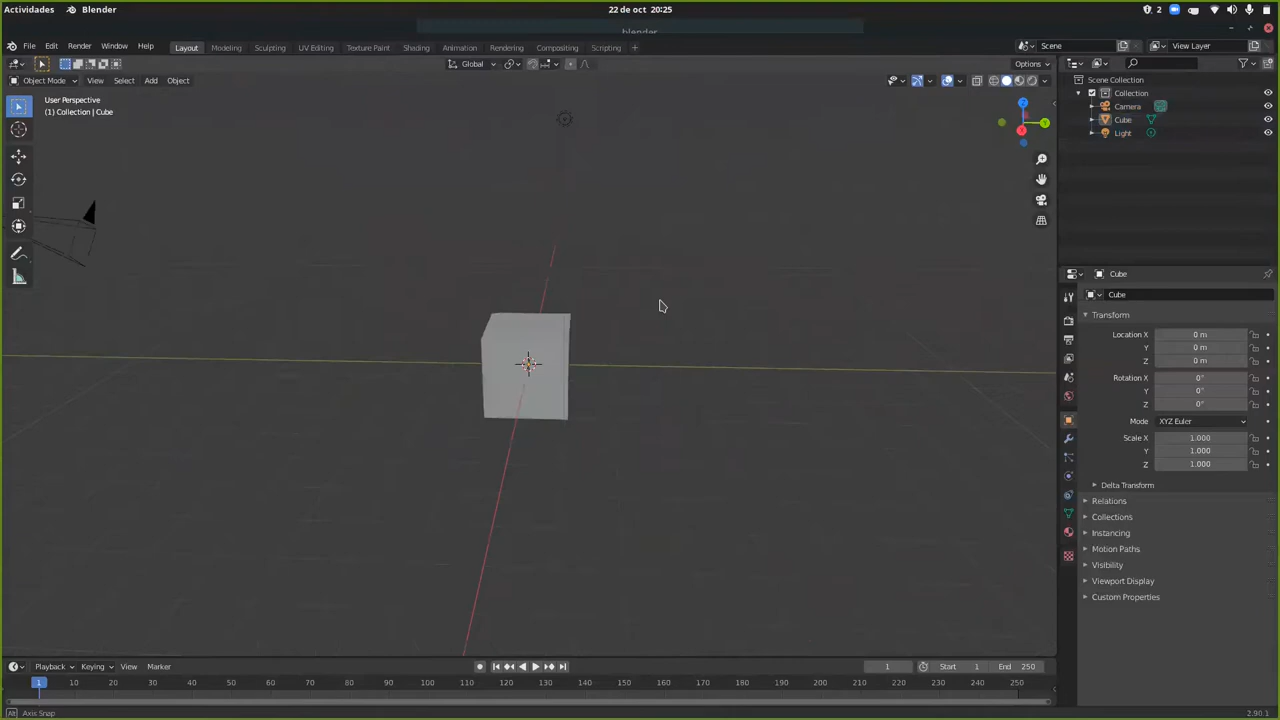 Actividades Blender 22 de oct 20:25 2
blender
File Edit Render Window Help Layout Modeling Sculpting UV Editing Texture Paint Shading Animation Rendering Compositing Scripting + Scene View Layer
Global Options
Object Mode View Select Add Object
User Perspective
(1) Collection | Cube
Z
Y
X
Scene Collection
Collection
Camera
Cube
Light
Cube
Cube
Transform
Location X 0 m
Y 0 m
Z 0 m
Rotation X 0°
Y 0°
Z 0°
Mode XYZ Euler
Scale X 1.000
Y 1.000
Z 1.000
Delta Transform
Relations
Collections
Instancing
Motion Paths
Visibility
Viewport Display
Custom Properties
Playback Keying View Marker 1 Start 1 End 250
1 10 20 30 40 50 60 70 80 90 100 110 120 130 140 150 160 170 180 190 200 210 220 230 240 250
Alt Axis Snap 2.90.1